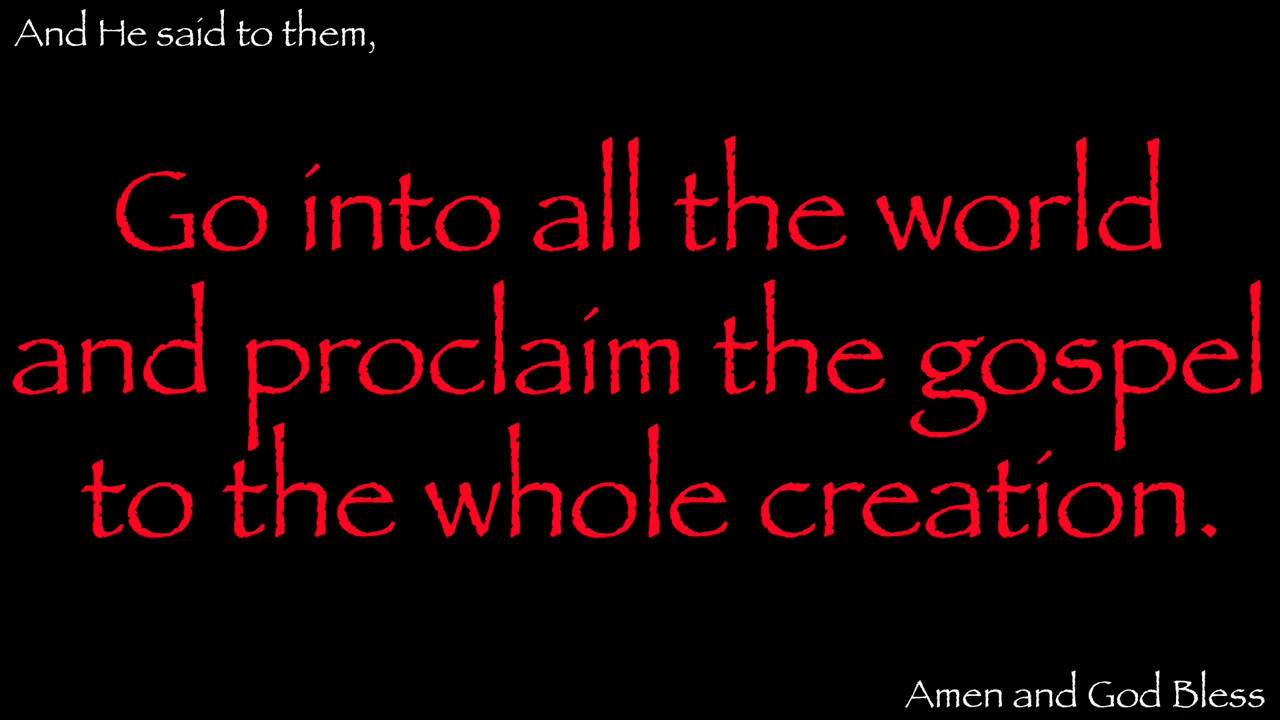 And He said to them,
Go into all the world
and proclaim the gospel
to the whole creation.
Amen and God Bless